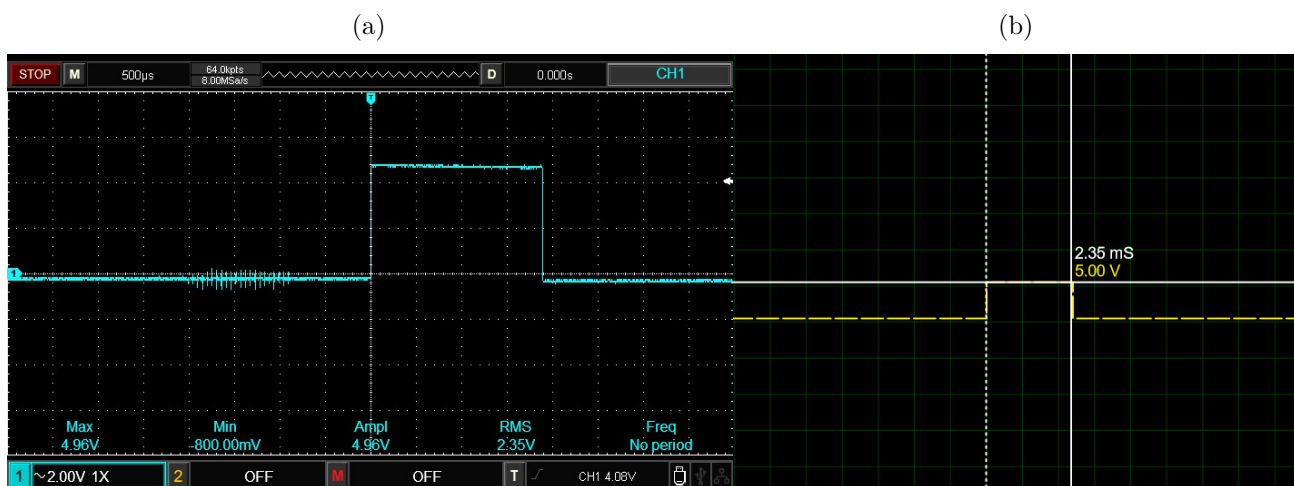 (a)
(b)
STOP M 500μs 64.0kpts D 0.000s CH1
8.00MSa/s
T
1
2.35 mS
5.00 V
Max Min Ampl RMS Freq
4.96V -800.00mV 4.96V 2.35V No period
1 ~2.00V 1X 2 OFF M OFF T CH1 4.08V